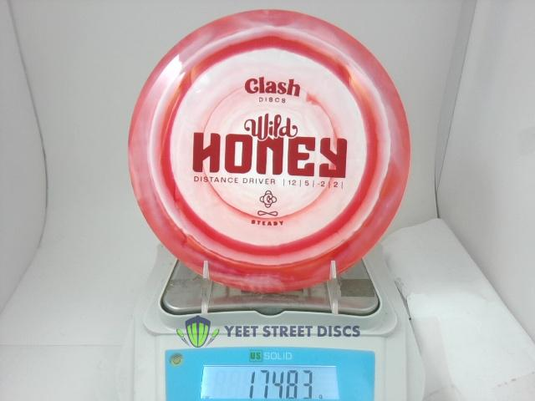 Clash
DISCS
Wild
HONEY
DISTANCE DRIVER | 12 | 5 | -2 | 2 |
STEADY
YEET STREET DISCS
US SOLID
174.83 g